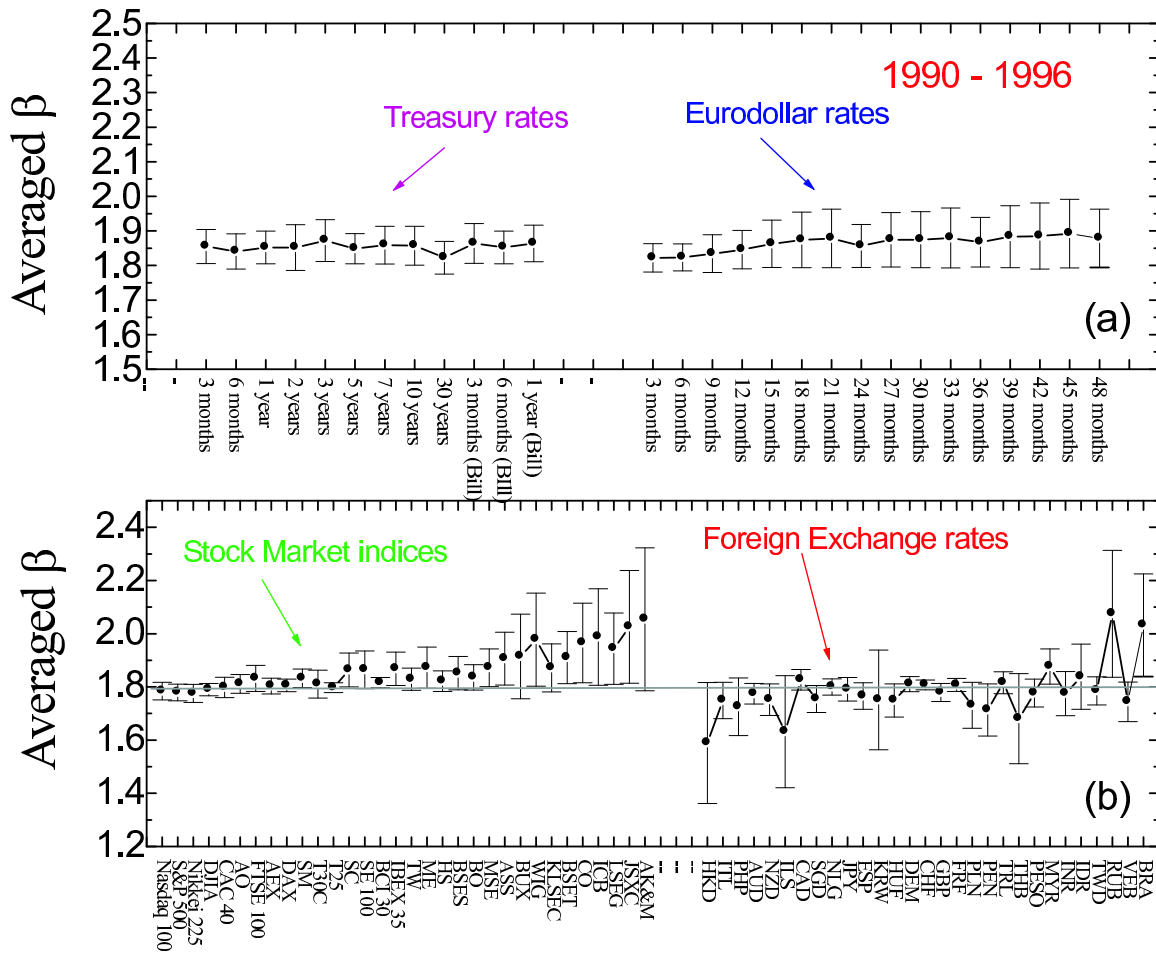 2.5
2.4
2.3
2.2
2.1
2.0
1.9
1.8
1.7
1.6
1.5
Averaged β
1990 - 1996
Treasury rates
Eurodollar rates
(a)
--
-
3 months
6 months
1 year
2 years
3 years
5 years
7 years
10 years
30 years
3 months (Bill)
6 months (BIll)
1 year (Bill)
-
-
3 months
6 months
9 months
12 months
15 months
18 months
21 months
24 months
27 months
30 months
33 months
36 months
39 months
42 months
45 months
48 months
2.4
2.2
2.0
1.8
1.6
1.4
1.2
Averaged β
Stock Market indices
Foreign Exchange rates
(b)
Nasdaq 100
S&P 500
Nikkei 225
DJIA
CAC 40
AO
FTSE 100
AEX
DAX
SM
T30C
T25
SC
SE 100
BCI 30
IBEX 35
TW
ME
HS
BSES
BG
MSE
ASS
BUX
WIG
KLSEC
BSET
CO
ICB
LSEG
JSXC
AK&M
--
--
--
HKD
ITL
PHP
AUD
NZD
ILS
CAD
SGD
NLG
JPY
ESP
KRW
HUF
DEM
CHF
GBP
FRF
PLN
PEN
TRL
THB
PESO
MYR
INR
IDR
TWD
RUB
VEB
BRA